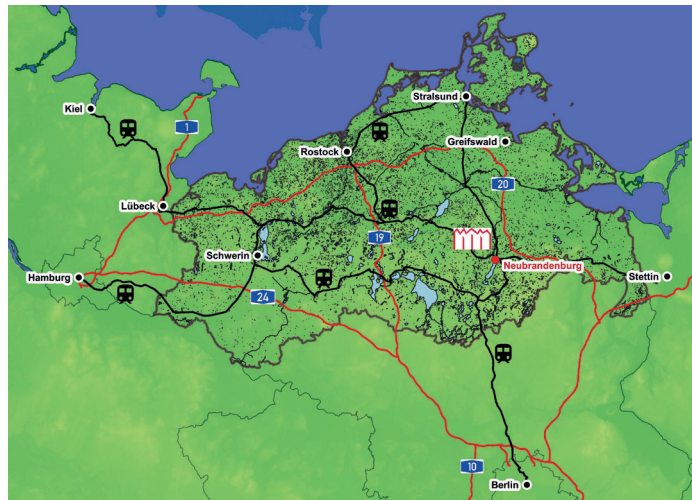 Stralsund
Kiel
1
Greifswald
Rostock
20
Lübeck
19
Schwerin
Neubrandenburg
Hamburg
Stettin
24
10
Berlin